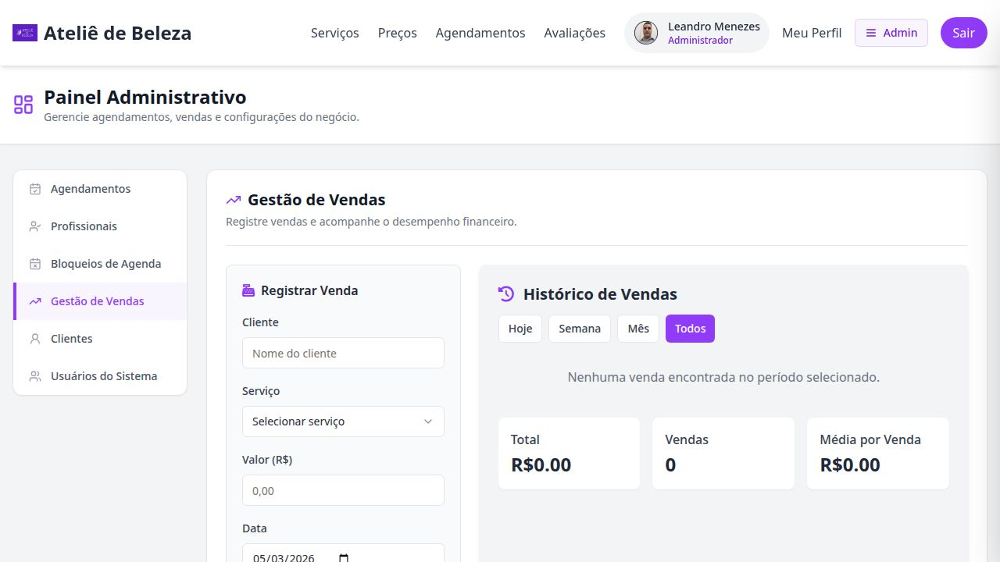 Ateliê de Beleza
Serviços
Preços
Agendamentos
Avaliações
Leandro Menezes
Administrador
Meu Perfil
Admin
Sair
Painel Administrativo
Gerencie agendamentos, vendas e configurações do negócio.
Agendamentos
Profissionais
Bloqueios de Agenda
Gestão de Vendas
Clientes
Usuários do Sistema
Gestão de Vendas
Registre vendas e acompanhe o desempenho financeiro.
Registrar Venda
Cliente
Nome do cliente
Serviço
Selecionar serviço
Valor (R$)
0,00
Data
05/03/2026
Histórico de Vendas
Hoje
Semana
Mês
Todos
Nenhuma venda encontrada no período selecionado.
Total
R$0.00
Vendas
0
Média por Venda
R$0.00